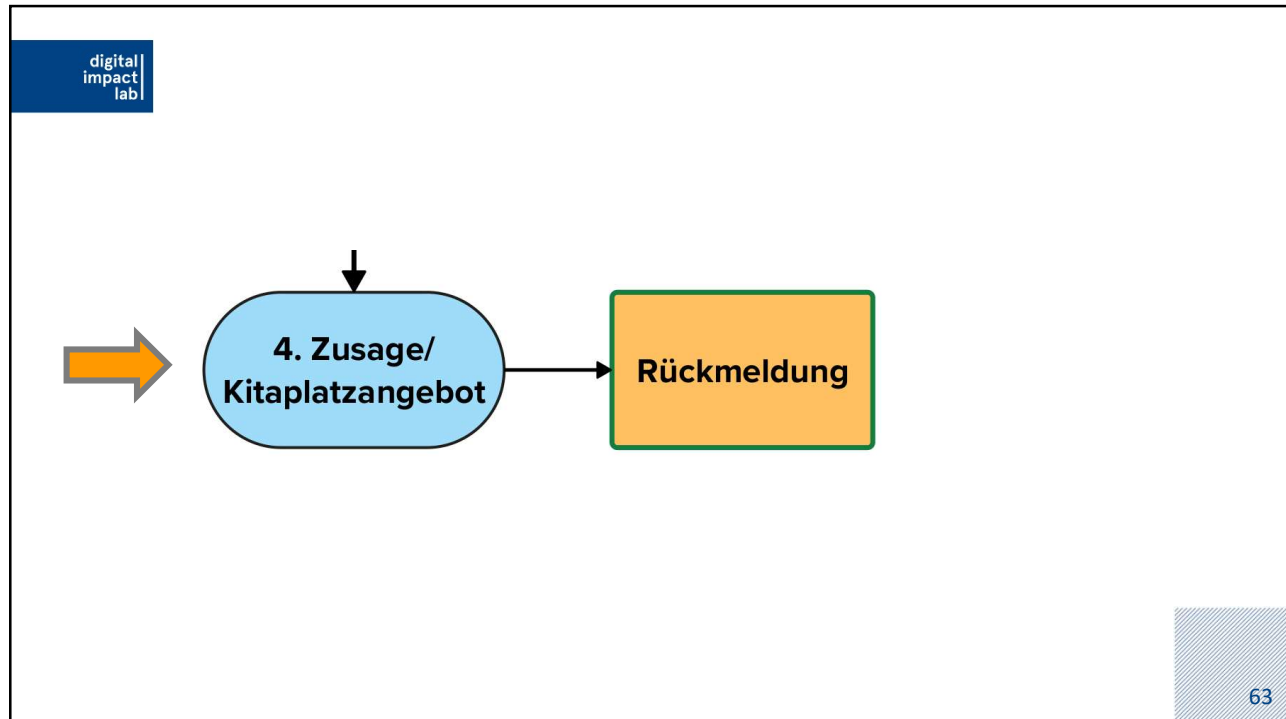 digital
impact
lab
4. Zusage/
Kitaplatzangebot
Rückmeldung
63